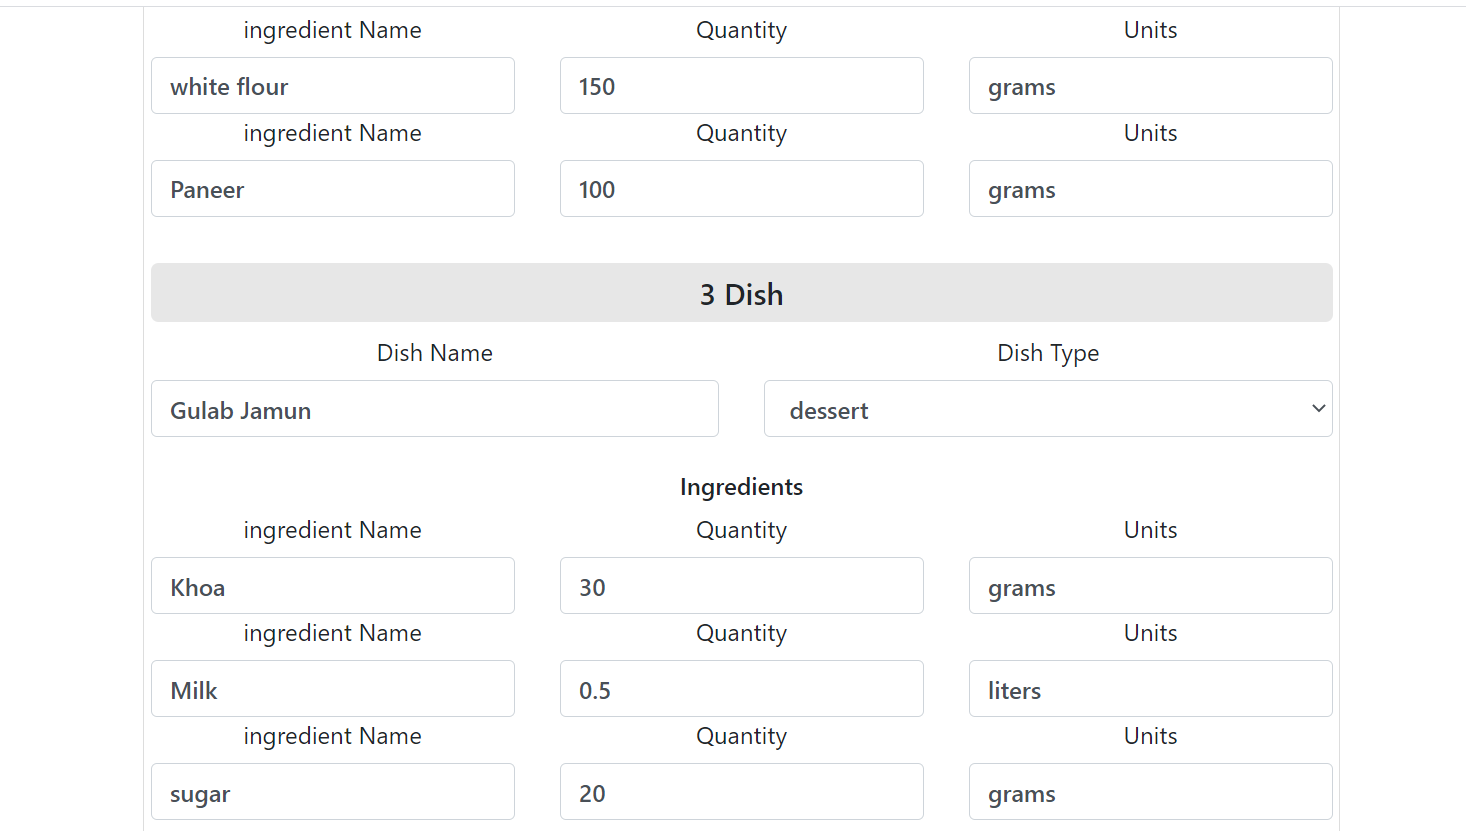 ingredient Name Quantity Units
white flour 150 grams
ingredient Name Quantity Units
Paneer 100 grams
3 Dish
Dish Name Dish Type
Gulab Jamun dessert
Ingredients
ingredient Name Quantity Units
Khoa 30 grams
ingredient Name Quantity Units
Milk 0.5 liters
ingredient Name Quantity Units
sugar 20 grams